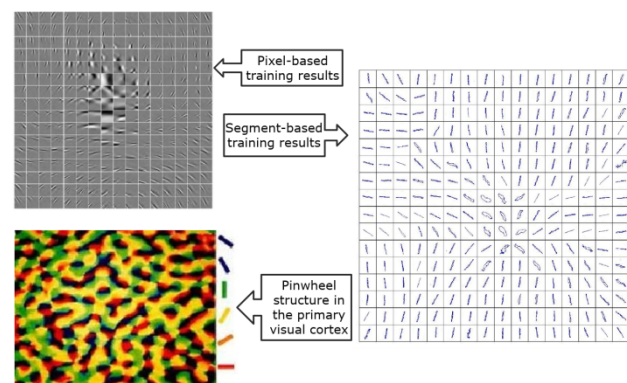 Pixel-based
training results
Segment-based
training results
Pinwheel
structure in
the primary
visual cortex